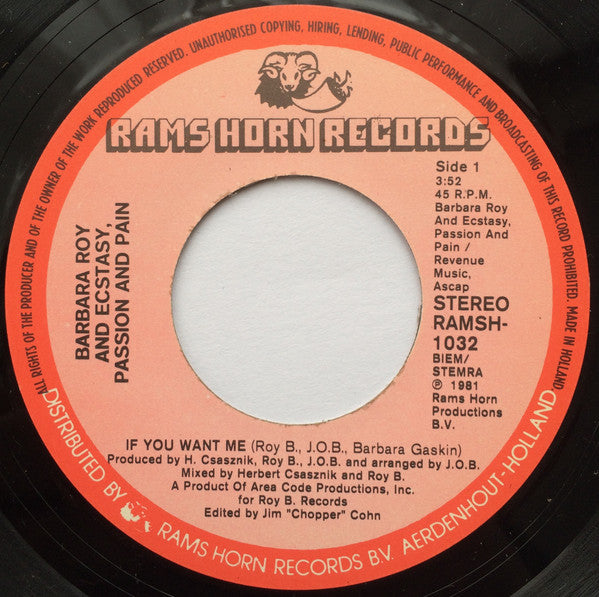 ALL RIGHTS OF THE PRODUCER AND OF THE OWNER OF THE WORK REPRODUCED RESERVED. UNAUTHORISED COPYING, HIRING, LENDING, PUBLIC PERFORMANCE AND BROADCASTING OF THIS RECORD PROHIBITED. MADE IN HOLLAND
RAMS HORN RECORDS
BARBARA ROY
AND ECSTASY,
PASSION AND PAIN
Side 1
3:52
45 R.P.M.
Barbara Roy
And Ecstasy,
Passion And
Pain /
Revenue
Music,
Ascap
STEREO
RAMSH-
1032
BIEM/
STEMRA
℗ 1981
Rams Horn
Productions
B.V.
IF YOU WANT ME (Roy B., J.O.B., Barbara Gaskin)
Produced by H. Csasznik, Roy B., J.O.B. and arranged by J.O.B.
Mixed by Herbert Csasznik and Roy B.
A Product Of Area Code Productions, Inc.
for Roy B. Records
Edited by Jim "Chopper" Cohn
DISTRIBUTED BY RAMS HORN RECORDS B.V. AERDENHOUT-HOLLAND